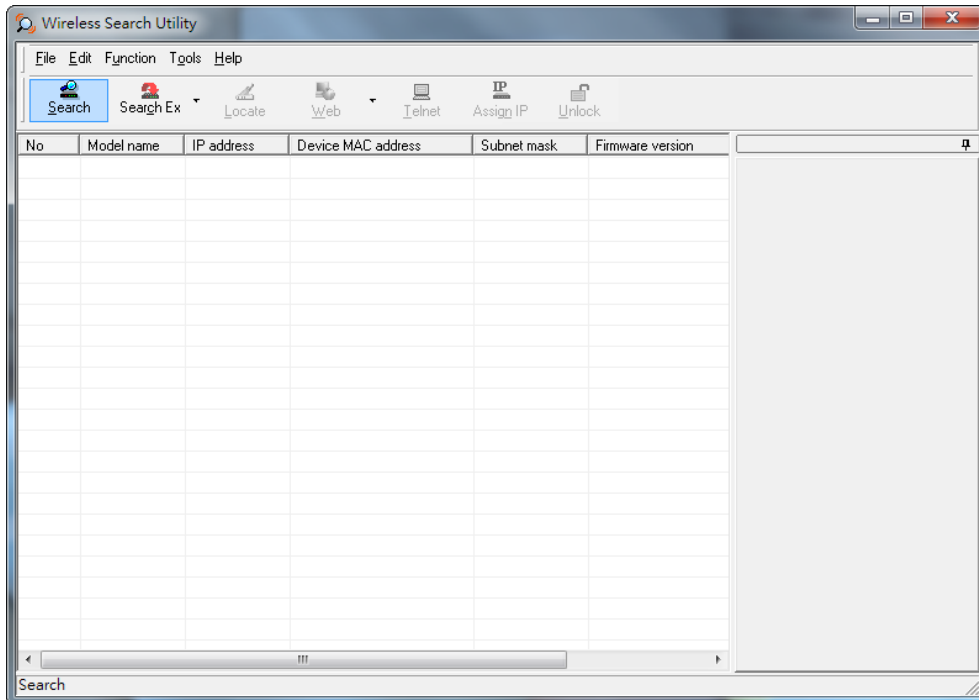 Wireless Search Utility
File Edit Function Tools Help
Search Search Ex Locate Web Telnet Assign IP Unlock
No Model name IP address Device MAC address Subnet mask Firmware version
Search